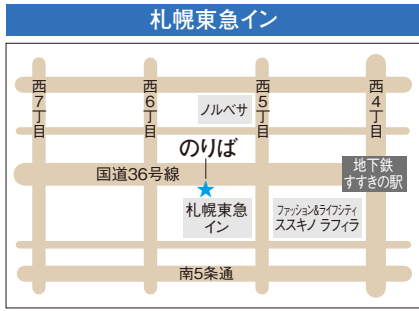 札幌東急イン
西7丁目
西6丁目
西5丁目
西4丁目
ノルベサ
のりば
国道36号線
地下鉄
すすきの駅
札幌東急
イン
ファッション&ライフシティ
ススキノ ラフィラ
南5条通